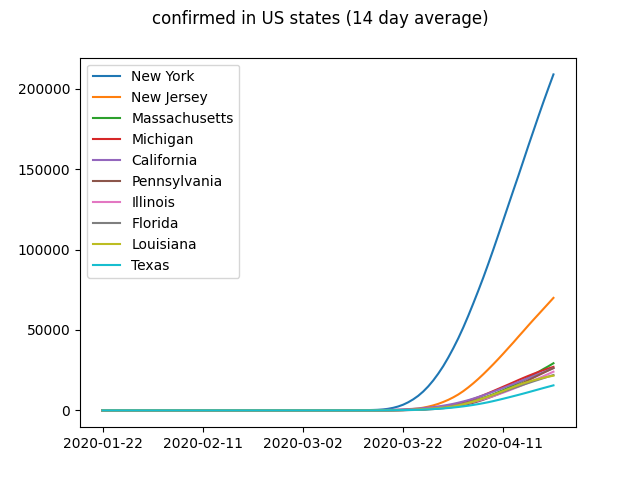 confirmed in US states (14 day average)
New York
New Jersey
Massachusetts
Michigan
California
Pennsylvania
Illinois
Florida
Louisiana
Texas
200000
150000
100000
50000
0
2020-01-22 2020-02-11 2020-03-02 2020-03-22 2020-04-11